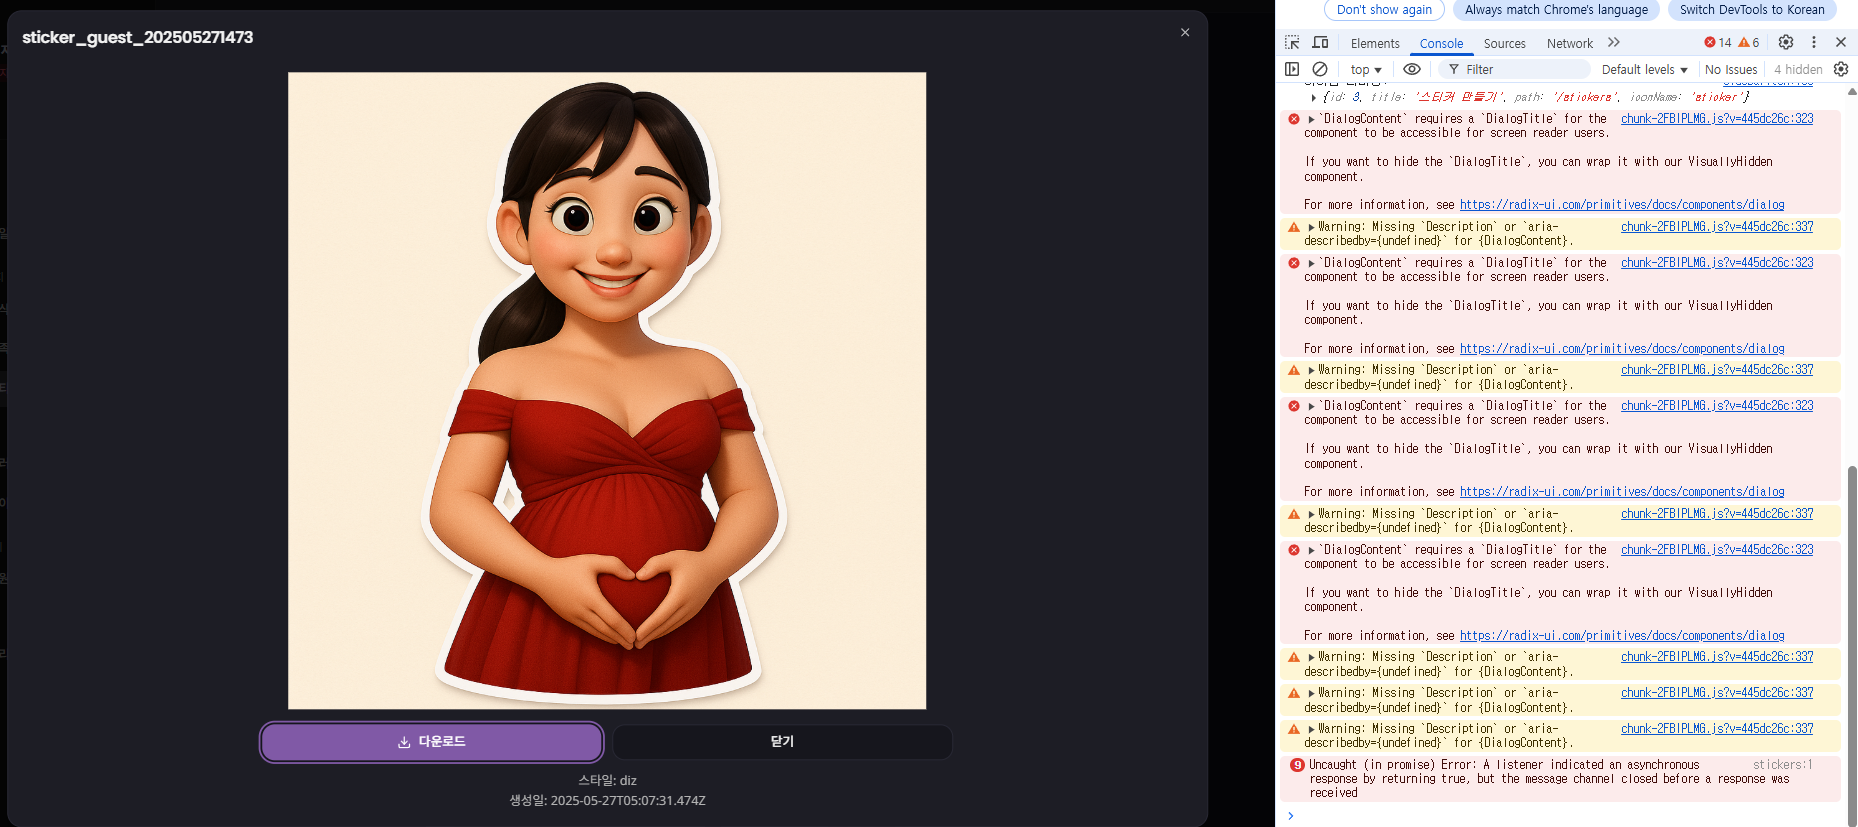 sticker_guest_202505271473
다운로드
닫기
스타일: diz
생성일: 2025-05-27T05:07:31.474Z
Don't show again
Always match Chrome's language
Switch DevTools to Korean
Elements
Console
Sources
Network
14
6
top
Filter
Default levels
No Issues
4 hidden
{id: 3, title: '스티커 만들기', path: '/stickers', iconName: 'sticker'}
`DialogContent` requires a `DialogTitle` for the chunk-2FBIPLMG.js?v=445dc26c:323
component to be accessible for screen reader users.
If you want to hide the `DialogTitle`, you can wrap it with our VisuallyHidden
component.
For more information, see https://radix-ui.com/primitives/docs/components/dialog
Warning: Missing `Description` or `aria- chunk-2FBIPLMG.js?v=445dc26c:337
describedby={undefined}` for {DialogContent}.
`DialogContent` requires a `DialogTitle` for the chunk-2FBIPLMG.js?v=445dc26c:323
component to be accessible for screen reader users.
If you want to hide the `DialogTitle`, you can wrap it with our VisuallyHidden
component.
For more information, see https://radix-ui.com/primitives/docs/components/dialog
Warning: Missing `Description` or `aria- chunk-2FBIPLMG.js?v=445dc26c:337
describedby={undefined}` for {DialogContent}.
`DialogContent` requires a `DialogTitle` for the chunk-2FBIPLMG.js?v=445dc26c:323
component to be accessible for screen reader users.
If you want to hide the `DialogTitle`, you can wrap it with our VisuallyHidden
component.
For more information, see https://radix-ui.com/primitives/docs/components/dialog
Warning: Missing `Description` or `aria- chunk-2FBIPLMG.js?v=445dc26c:337
describedby={undefined}` for {DialogContent}.
`DialogContent` requires a `DialogTitle` for the chunk-2FBIPLMG.js?v=445dc26c:323
component to be accessible for screen reader users.
If you want to hide the `DialogTitle`, you can wrap it with our VisuallyHidden
component.
For more information, see https://radix-ui.com/primitives/docs/components/dialog
Warning: Missing `Description` or `aria- chunk-2FBIPLMG.js?v=445dc26c:337
describedby={undefined}` for {DialogContent}.
Warning: Missing `Description` or `aria- chunk-2FBIPLMG.js?v=445dc26c:337
describedby={undefined}` for {DialogContent}.
Warning: Missing `Description` or `aria- chunk-2FBIPLMG.js?v=445dc26c:337
describedby={undefined}` for {DialogContent}.
9 Uncaught (in promise) Error: A listener indicated an asynchronous stickers:1
response by returning true, but the message channel closed before a response was
received